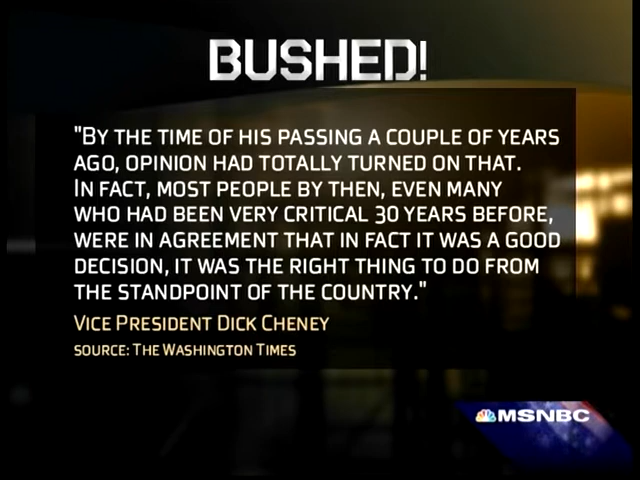 BUSHED!
"BY THE TIME OF HIS PASSING A COUPLE OF YEARS
AGO, OPINION HAD TOTALLY TURNED ON THAT.
IN FACT, MOST PEOPLE BY THEN, EVEN MANY
WHO HAD BEEN VERY CRITICAL 30 YEARS BEFORE,
WERE IN AGREEMENT THAT IN FACT IT WAS A GOOD
DECISION, IT WAS THE RIGHT THING TO DO FROM
THE STANDPOINT OF THE COUNTRY."
VICE PRESIDENT DICK CHENEY
SOURCE: THE WASHINGTON TIMES
MSNBC